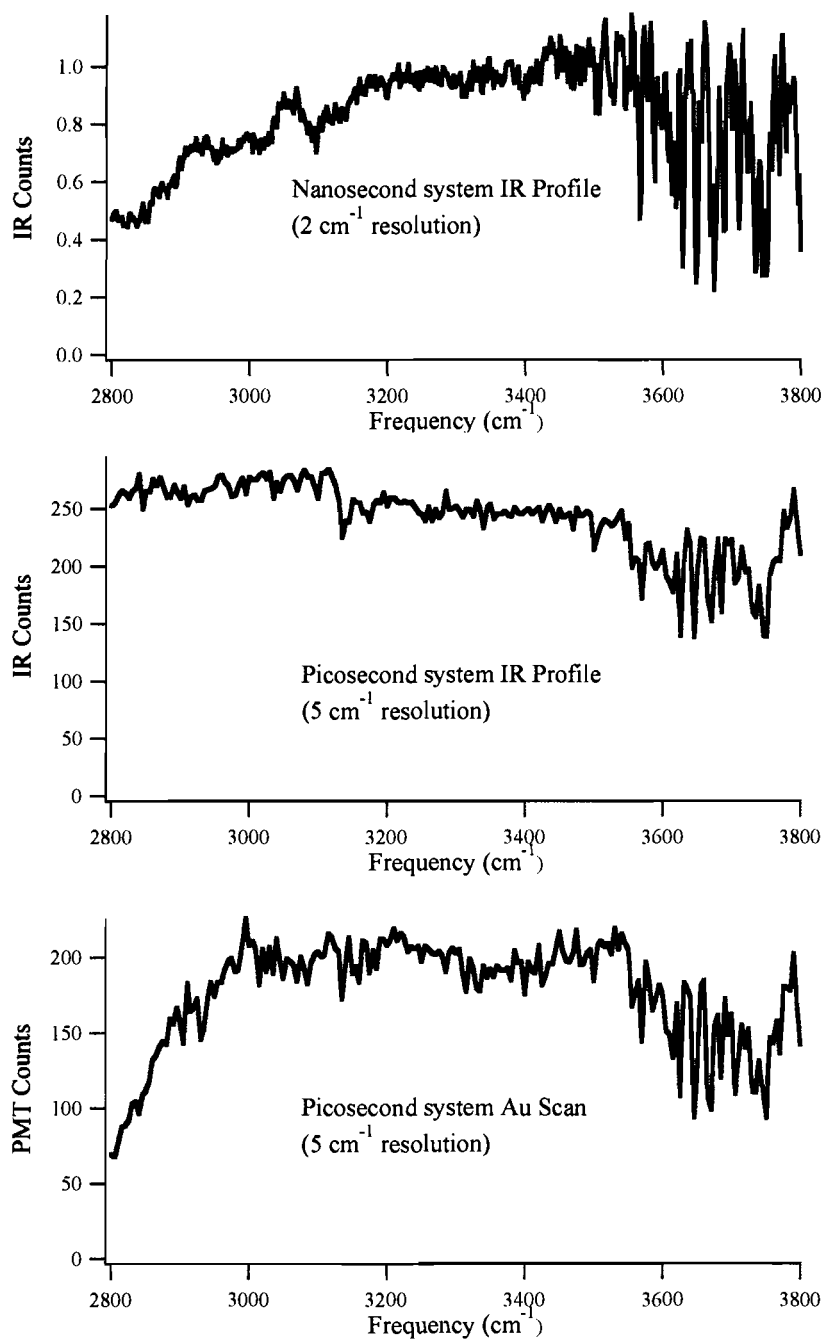 IR Counts
1.0
0.8
0.6
0.4
0.2
0.0
Nanosecond system IR Profile
(2 cm⁻¹ resolution)
2800 3000 3200 3400 3600 3800
Frequency (cm⁻¹)
IR Counts
250
200
150
100
50
0
Picosecond system IR Profile
(5 cm⁻¹ resolution)
2800 3000 3200 3400 3600 3800
Frequency (cm⁻¹)
PMT Counts
200
150
100
50
0
Picosecond system Au Scan
(5 cm⁻¹ resolution)
2800 3000 3200 3400 3600 3800
Frequency (cm⁻¹)